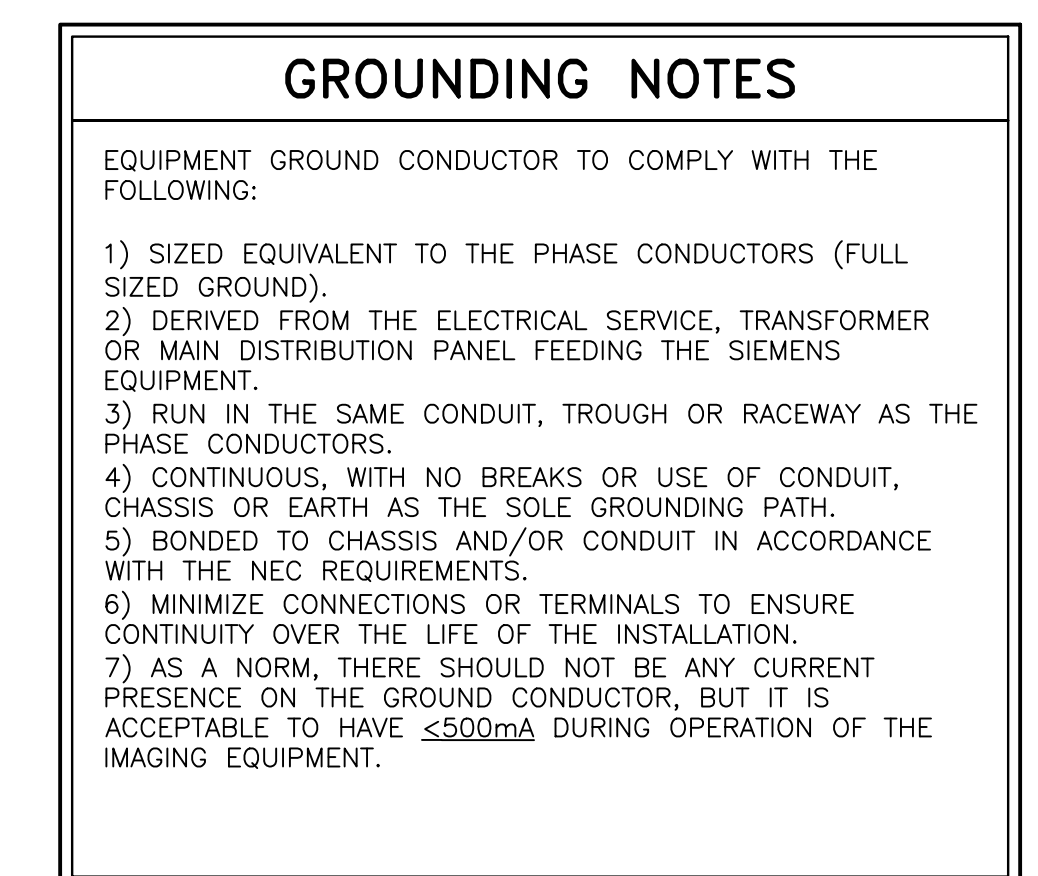 GROUNDING NOTES
EQUIPMENT GROUND CONDUCTOR TO COMPLY WITH THE
FOLLOWING:
1) SIZED EQUIVALENT TO THE PHASE CONDUCTORS (FULL
SIZED GROUND).
2) DERIVED FROM THE ELECTRICAL SERVICE, TRANSFORMER
OR MAIN DISTRIBUTION PANEL FEEDING THE SIEMENS
EQUIPMENT.
3) RUN IN THE SAME CONDUIT, TROUGH OR RACEWAY AS THE
PHASE CONDUCTORS.
4) CONTINUOUS, WITH NO BREAKS OR USE OF CONDUIT,
CHASSIS OR EARTH AS THE SOLE GROUNDING PATH.
5) BONDED TO CHASSIS AND/OR CONDUIT IN ACCORDANCE
WITH THE NEC REQUIREMENTS.
6) MINIMIZE CONNECTIONS OR TERMINALS TO ENSURE
CONTINUITY OVER THE LIFE OF THE INSTALLATION.
7) AS A NORM, THERE SHOULD NOT BE ANY CURRENT
PRESENCE ON THE GROUND CONDUCTOR, BUT IT IS
ACCEPTABLE TO HAVE <500mA DURING OPERATION OF THE
IMAGING EQUIPMENT.